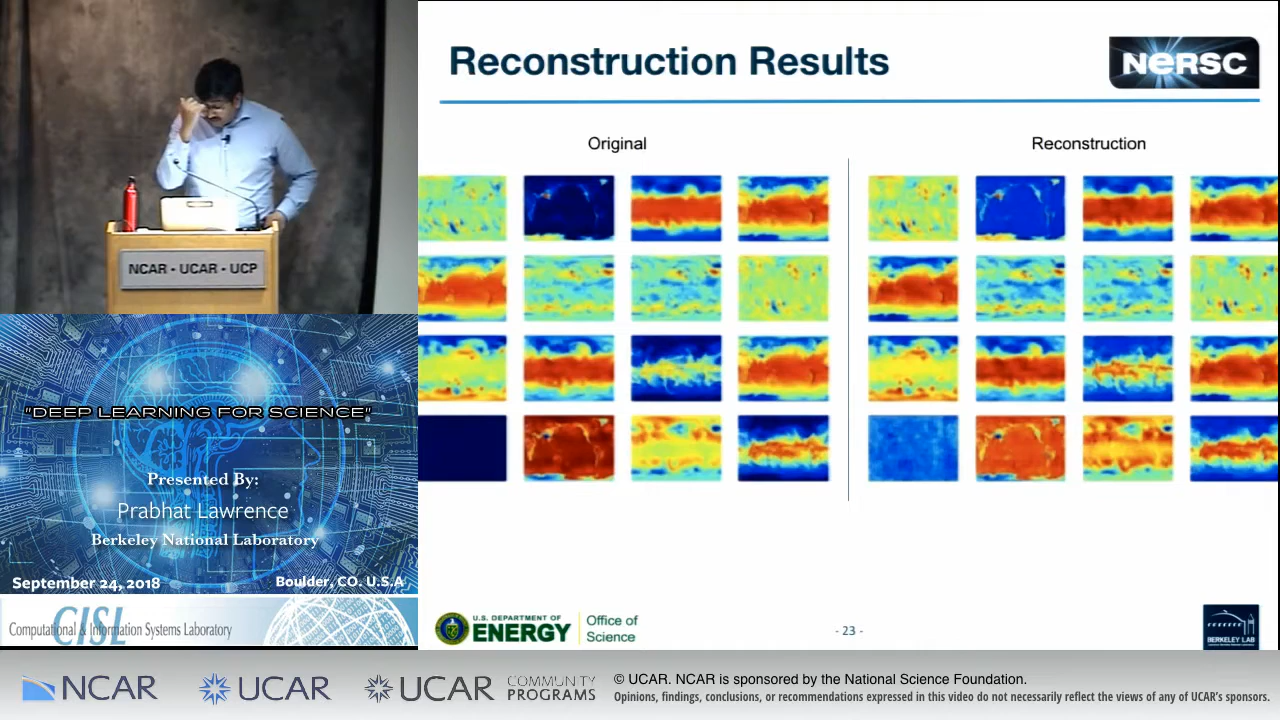 Reconstruction Results
NERSC
Original
Reconstruction
NCAR - UCAR - UCP
"DEEP LEARNING FOR SCIENCE"
Presented By:
Prabhat Lawrence
Berkeley National Laboratory
September 24, 2018
Boulder, CO. U.S.A
CISL
Computational & Information Systems Laboratory
U.S. DEPARTMENT OF
ENERGY
Office of
Science
- 23 -
BERKELEY LAB
NCAR
UCAR
UCAR
COMMUNITY
PROGRAMS
© UCAR. NCAR is sponsored by the National Science Foundation.
Opinions, findings, conclusions, or recommendations expressed in this video do not necessarily reflect the views of any of UCAR's sponsors.